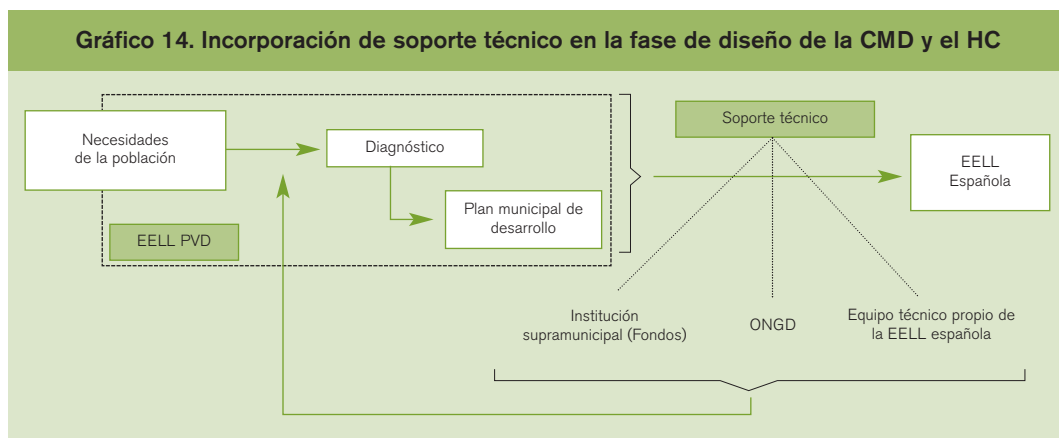 Gráfico 14. Incorporación de soporte técnico en la fase de diseño de la CMD y el HC
Necesidades
de la población
Diagnóstico
Plan municipal de
desarrollo
EELL PVD
Soporte técnico
EELL
Española
Institución
supramunicipal (Fondos)
ONGD
Equipo técnico propio de
la EELL española